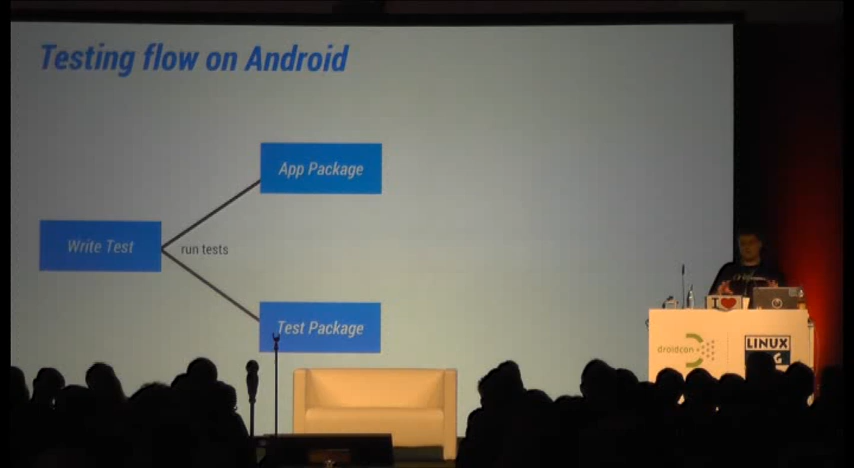 Testing flow on Android
App Package
Write Test
run tests
Test Package
I
droidcon
LINUX